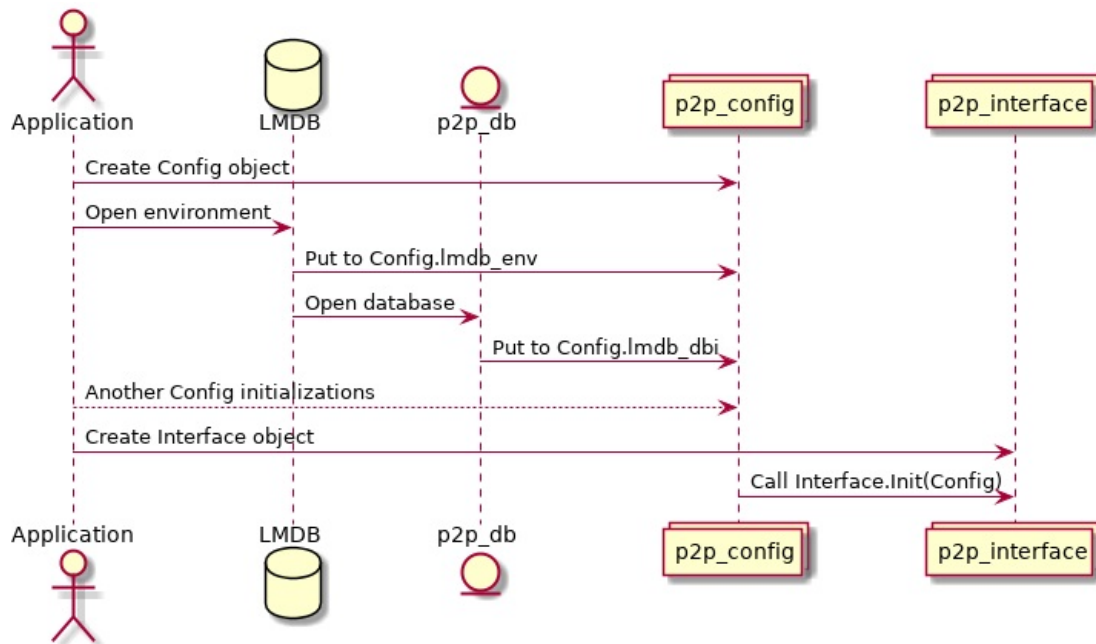 Application
LMDB
p2p_db
p2p_config
p2p_interface
Create Config object
Open environment
Put to Config.lmdb_env
Open database
Put to Config.lmdb_dbi
Another Config initializations
Create Interface object
Call Interface.Init(Config)
Application
LMDB
p2p_db
p2p_config
p2p_interface